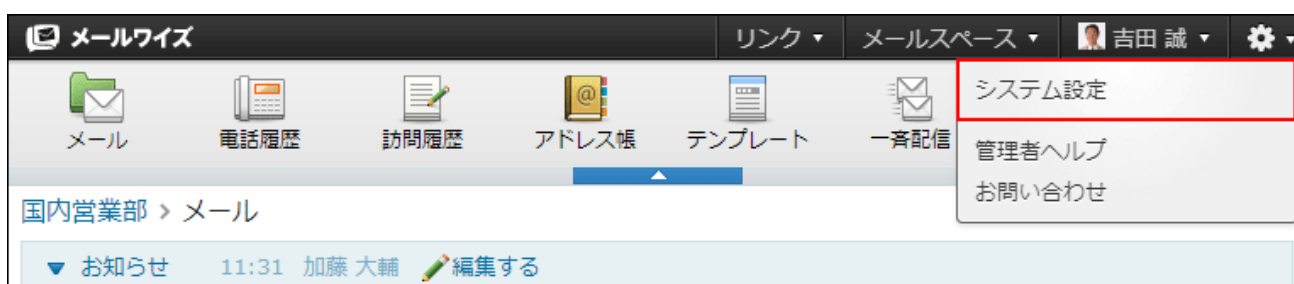 メールワイズ リンク メールスペース 吉田 誠
システム設定
メール 電話履歴 訪問履歴 アドレス帳 テンプレート 一斉配信
管理者ヘルプ
お問い合わせ
国内営業部 > メール
お知らせ 11:31 加藤 大輔 編集する